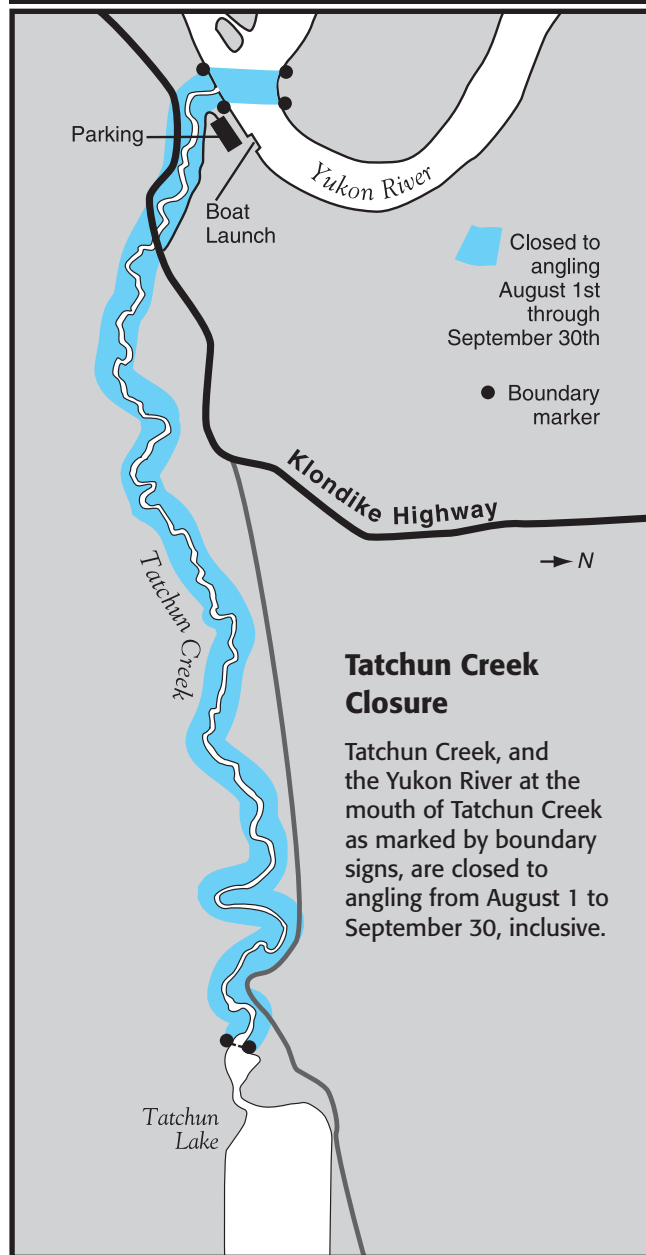 Parking
Boat
Launch
Yukon River
Closed to
angling
August 1st
through
September 30th
Boundary
marker
Klondike Highway
N
Tatchun Creek
Tatchun Creek
Closure
Tatchun Creek, and
the Yukon River at the
mouth of Tatchun Creek
as marked by boundary
signs, are closed to
angling from August 1 to
September 30, inclusive.
Tatchun
Lake